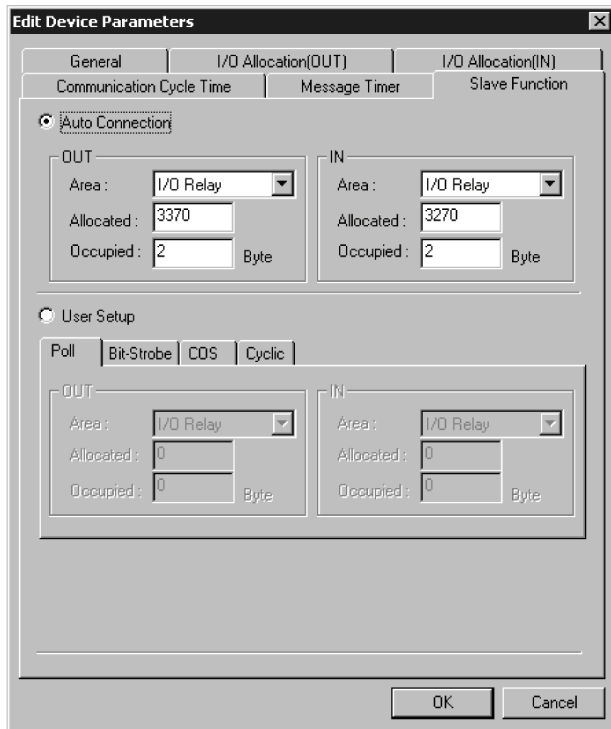 Edit Device Parameters
General I/O Allocation(OUT) I/O Allocation(IN)
Communication Cycle Time Message Timer Slave Function
Auto Connection
OUT IN
Area : I/O Relay Area : I/O Relay
Allocated : 3370 Allocated : 3270
Occupied : 2 Byte Occupied : 2 Byte
User Setup
Poll Bit-Strobe COS Cyclic
OUT IN
Area : I/O Relay Area : I/O Relay
Allocated : 0 Allocated : 0
Occupied : 0 Byte Occupied : 0 Byte
OK Cancel